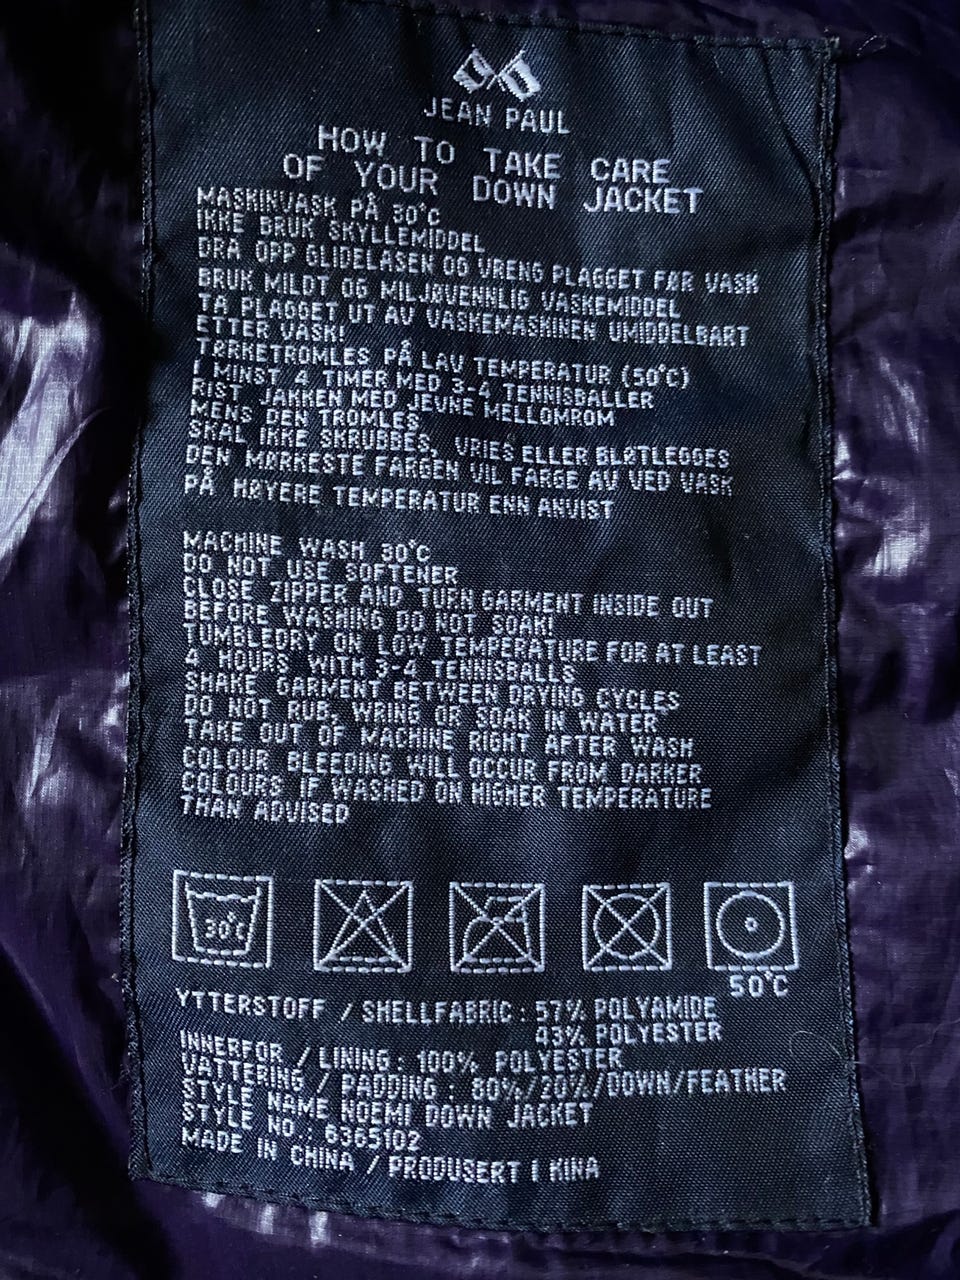 JEAN PAUL
HOW TO TAKE CARE
OF YOUR DOWN JACKET
MASKINVASK PÅ 30°C
IKKE BRUK SKYLLEMIDDEL
DRA OPP GLIDELÅSEN OG VRENG PLAGGET FØR VASK
BRUK MILDT OG MILJØVENNLIG VASKEMIDDEL
TA PLAGGET UT AV VASKEMASKINEN UMIDDELBART
ETTER VASK!
TØRKETROMLES PÅ LAV TEMPERATUR (50°C)
I MINST 4 TIMER MED 3-4 TENNISBALLER
RIST JAKKEN MED JEVNE MELLOMROM
MENS DEN TROMLES
SKAL IKKE SKRUBBES, VRIES ELLER BLØTLEGGES
DEN MØRKESTE FARGEN VIL FARGE AV VED VASK
PÅ HØYERE TEMPERATUR ENN ANVIST
MACHINE WASH 30°C
DO NOT USE SOFTENER
CLOSE ZIPPER AND TURN GARMENT INSIDE OUT
BEFORE WASHING DO NOT SOAK!
TUMBLEDRY ON LOW TEMPERATURE FOR AT LEAST
4 HOURS WITH 3-4 TENNISBALLS
SHAKE GARMENT BETWEEN DRYING CYCLES
DO NOT RUB, WRING OR SOAK IN WATER
TAKE OUT OF MACHINE RIGHT AFTER WASH
COLOUR BLEEDING WILL OCCUR FROM DARKER
COLOURS IF WASHED ON HIGHER TEMPERATURE
THAN ADVISED
30°C
50°C
YTTERSTOFF / SHELLFABRIC : 57% POLYAMIDE
43% POLYESTER
INNERFOR / LINING : 100% POLYESTER
VATTERING / PADDING : 80%/20%/DOWN/FEATHER
STYLE NAME NOEMI DOWN JACKET
STYLE NO.: 6365102
MADE IN CHINA / PRODUSERT I KINA